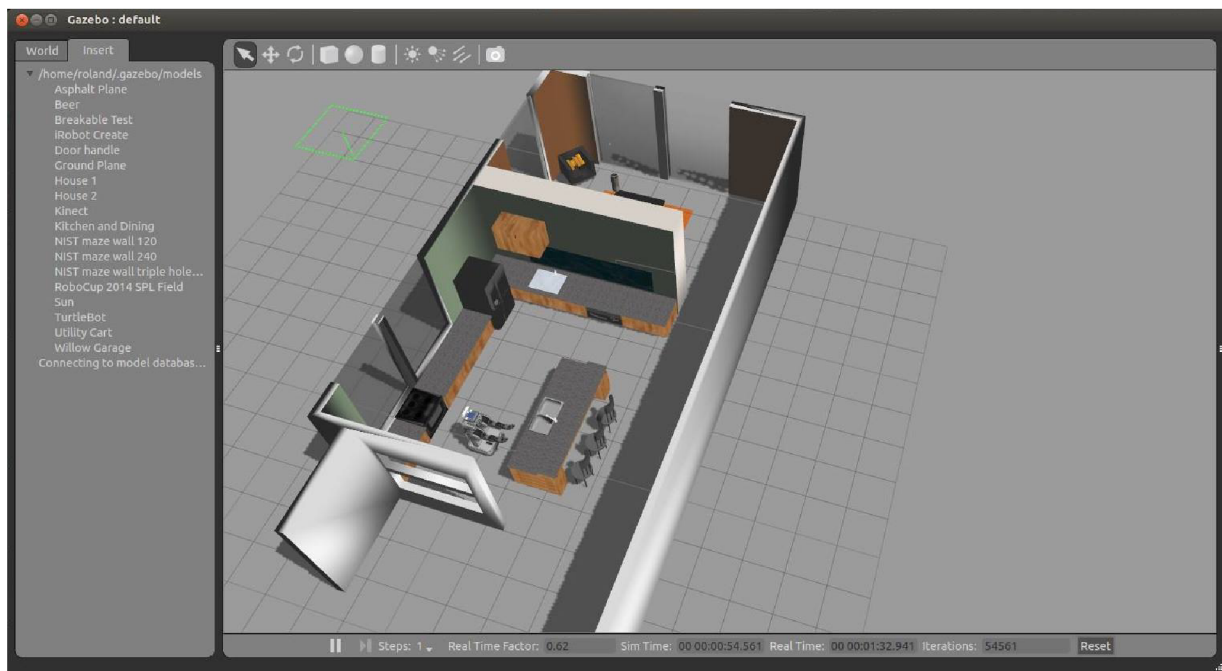 Gazebo : default
World Insert
/home/roland/.gazebo/models
Asphalt Plane
Beer
Breakable Test
iRobot Create
Door handle
Ground Plane
House 1
House 2
Kinect
Kitchen and Dining
NIST maze wall 120
NIST maze wall 240
NIST maze wall triple hole...
RoboCup 2014 SPL Field
Sun
TurtleBot
Utility Cart
Willow Garage
Connecting to model databas...
Steps: 1 Real Time Factor: 0.62 Sim Time: 00 00:00:54.561 Real Time: 00 00:01:32.941 Iterations: 54561 Reset